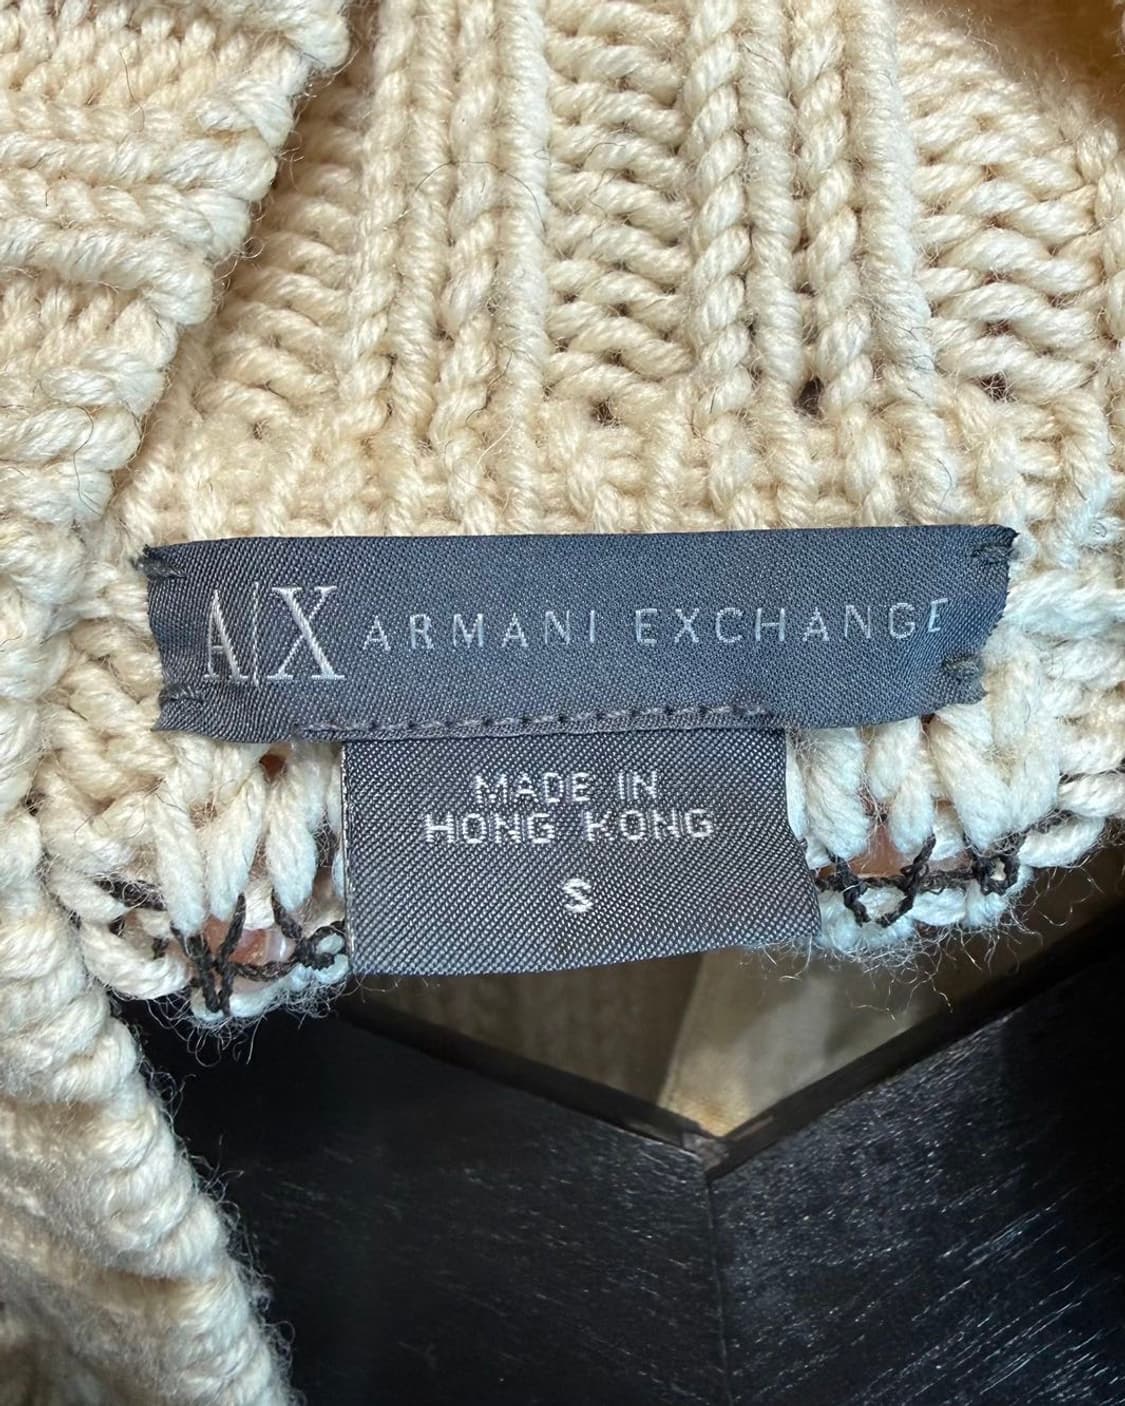 A|X ARMANI EXCHANGE
MADE IN
HONG KONG
S